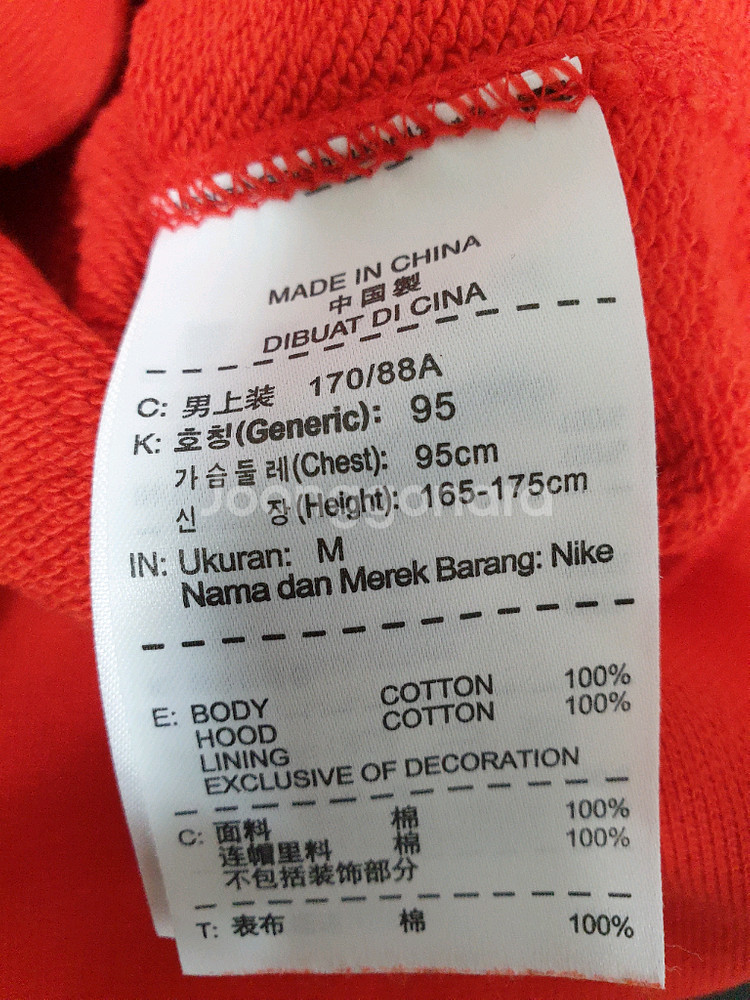 MADE IN CHINA
中国製
DIBUAT DI CINA
C: 男上装 170/88A
K: 호칭(Generic): 95
가슴둘레(Chest): 95cm
신 장(Height): 165-175cm
Joonggonara
IN: Ukuran: M
Nama dan Merek Barang: Nike
E: BODY COTTON 100%
HOOD COTTON 100%
LINING
EXCLUSIVE OF DECORATION
C: 面料 棉 100%
连帽里料 棉 100%
不包括装饰部分
T: 表布 棉 100%